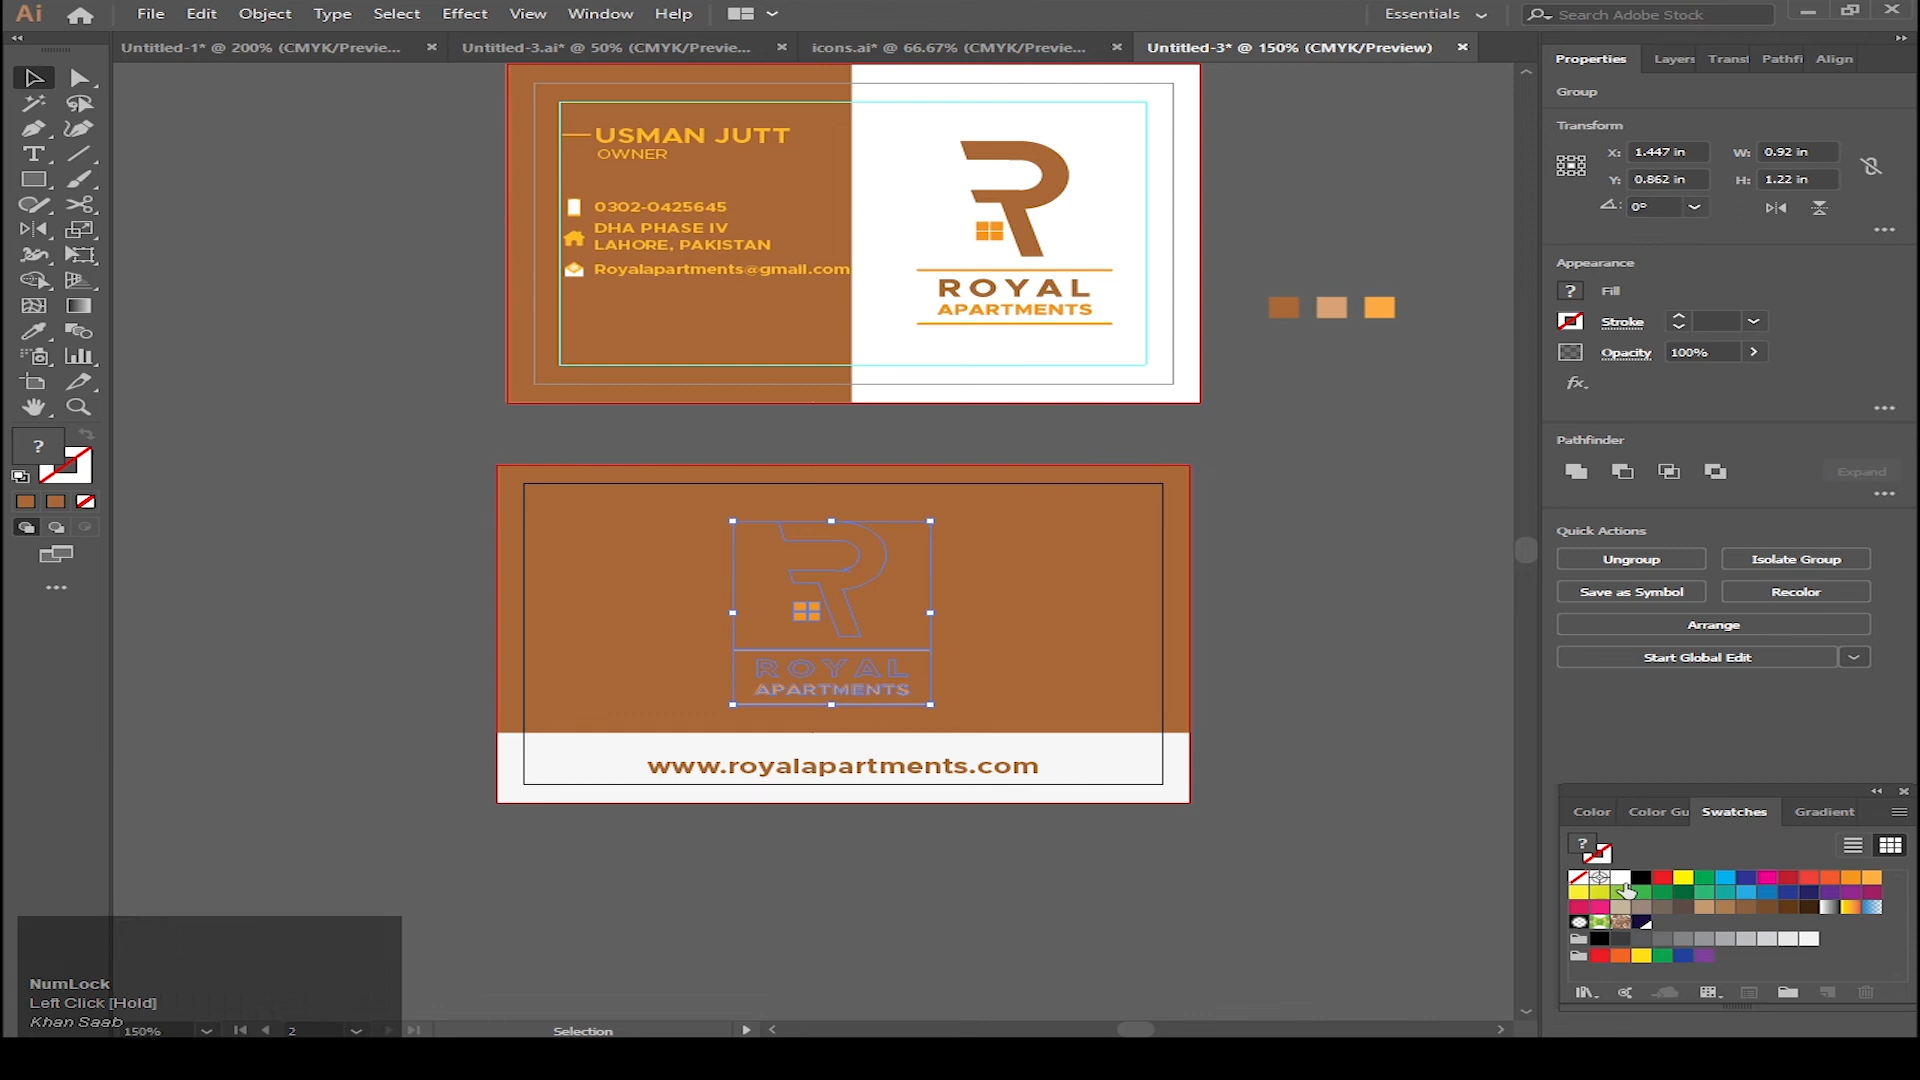 Ai
File Edit Object Type Select Effect View Window Help
Essentials
Search Adobe Stock
Untitled-1* @ 200% (CMYK/Previe...
Untitled-3.ai* @ 50% (CMYK/Previe...
icons.ai* @ 66.67% (CMYK/Previe...
Untitled-3* @ 150% (CMYK/Preview)
USMAN JUTT
OWNER
0302-0425645
DHA PHASE IV
LAHORE, PAKISTAN
Royalapartments@gmail.com
R
ROYAL
APARTMENTS
R
ROYAL
APARTMENTS
www.royalapartments.com
Properties Layers Transf Pathfi Align
Group
Transform
X: 1.447 in W: 0.92 in
Y: 0.862 in H: 1.22 in
0°
Appearance
? Fill
Stroke
Opacity 100%
fx.
Pathfinder
Expand
Quick Actions
Ungroup Isolate Group
Save as Symbol Recolor
Arrange
Start Global Edit
Color Color Gu Swatches Gradient
?
?
NumLock
Left Click [Hold]
Khan Saab
150% 2 Selection